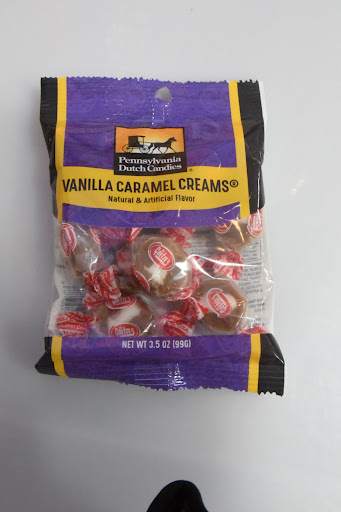 Pennsylvania
Dutch Candies®
VANILLA CARAMEL CREAMS®
Natural & Artificial Flavor
NET WT 3.5 OZ (99G)